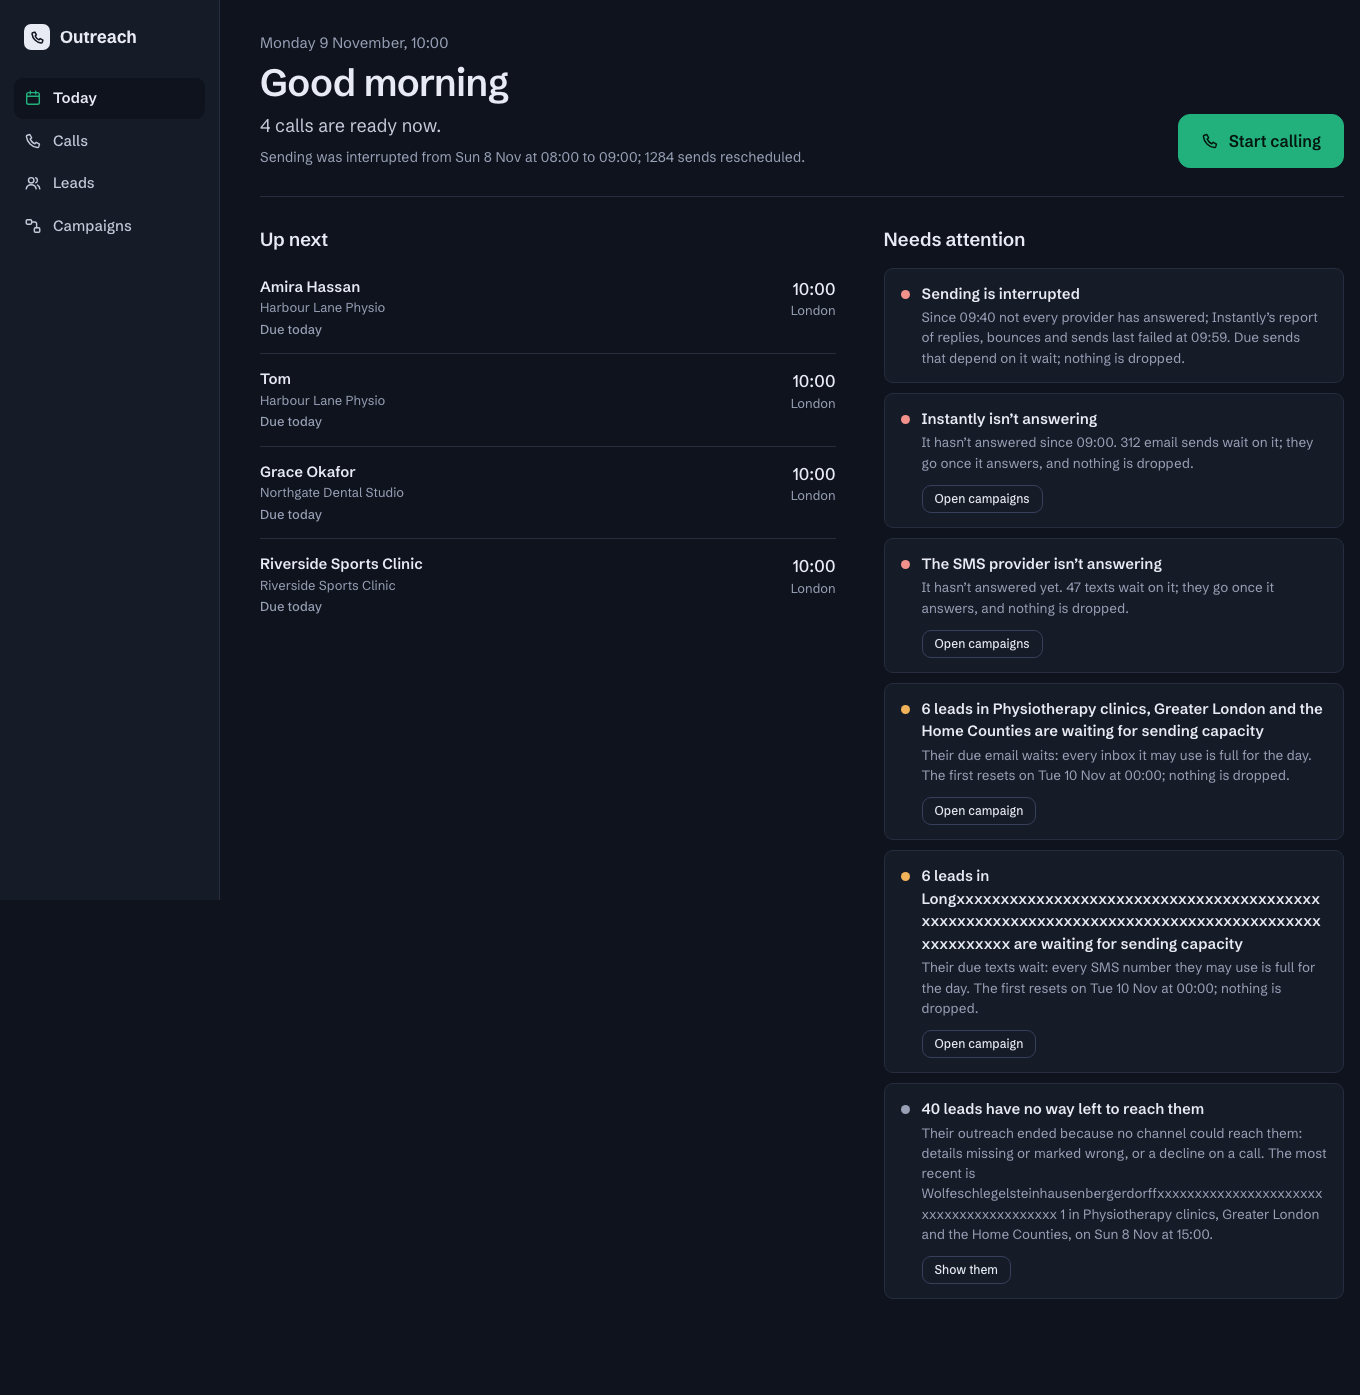 Outreach
Today
Calls
Leads
Campaigns
Monday 9 November, 10:00
Good morning
4 calls are ready now.
Sending was interrupted from Sun 8 Nov at 08:00 to 09:00; 1284 sends rescheduled.
Start calling
Up next
Amira Hassan
Harbour Lane Physio
Due today
10:00
London
Tom
Harbour Lane Physio
Due today
10:00
London
Grace Okafor
Northgate Dental Studio
Due today
10:00
London
Riverside Sports Clinic
Riverside Sports Clinic
Due today
10:00
London
Needs attention
Sending is interrupted
Since 09:40 not every provider has answered; Instantly’s report
of replies, bounces and sends last failed at 09:59. Due sends
that depend on it wait; nothing is dropped.
Instantly isn’t answering
It hasn’t answered since 09:00. 312 email sends wait on it; they
go once it answers, and nothing is dropped.
Open campaigns
The SMS provider isn’t answering
It hasn’t answered yet. 47 texts wait on it; they go once it
answers, and nothing is dropped.
Open campaigns
6 leads in Physiotherapy clinics, Greater London and the
Home Counties are waiting for sending capacity
Their due email waits: every inbox it may use is full for the day.
The first resets on Tue 10 Nov at 00:00; nothing is dropped.
Open campaign
6 leads in
Longxxxxxxxxxxxxxxxxxxxxxxxxxxxxxxxxxxxxxxxxx
xxxxxxxxxxxxxxxxxxxxxxxxxxxxxxxxxxxxxxxxxxxxx
xxxxxxxxxx are waiting for sending capacity
Their due texts wait: every SMS number they may use is full for
the day. The first resets on Tue 10 Nov at 00:00; nothing is
dropped.
Open campaign
40 leads have no way left to reach them
Their outreach ended because no channel could reach them:
details missing or marked wrong, or a decline on a call. The most
recent is
Wolfeschlegelsteinhausenbergerdorffxxxxxxxxxxxxxxxxxxxxxx
xxxxxxxxxxxxxxxxxx 1 in Physiotherapy clinics, Greater London
and the Home Counties, on Sun 8 Nov at 15:00.
Show them